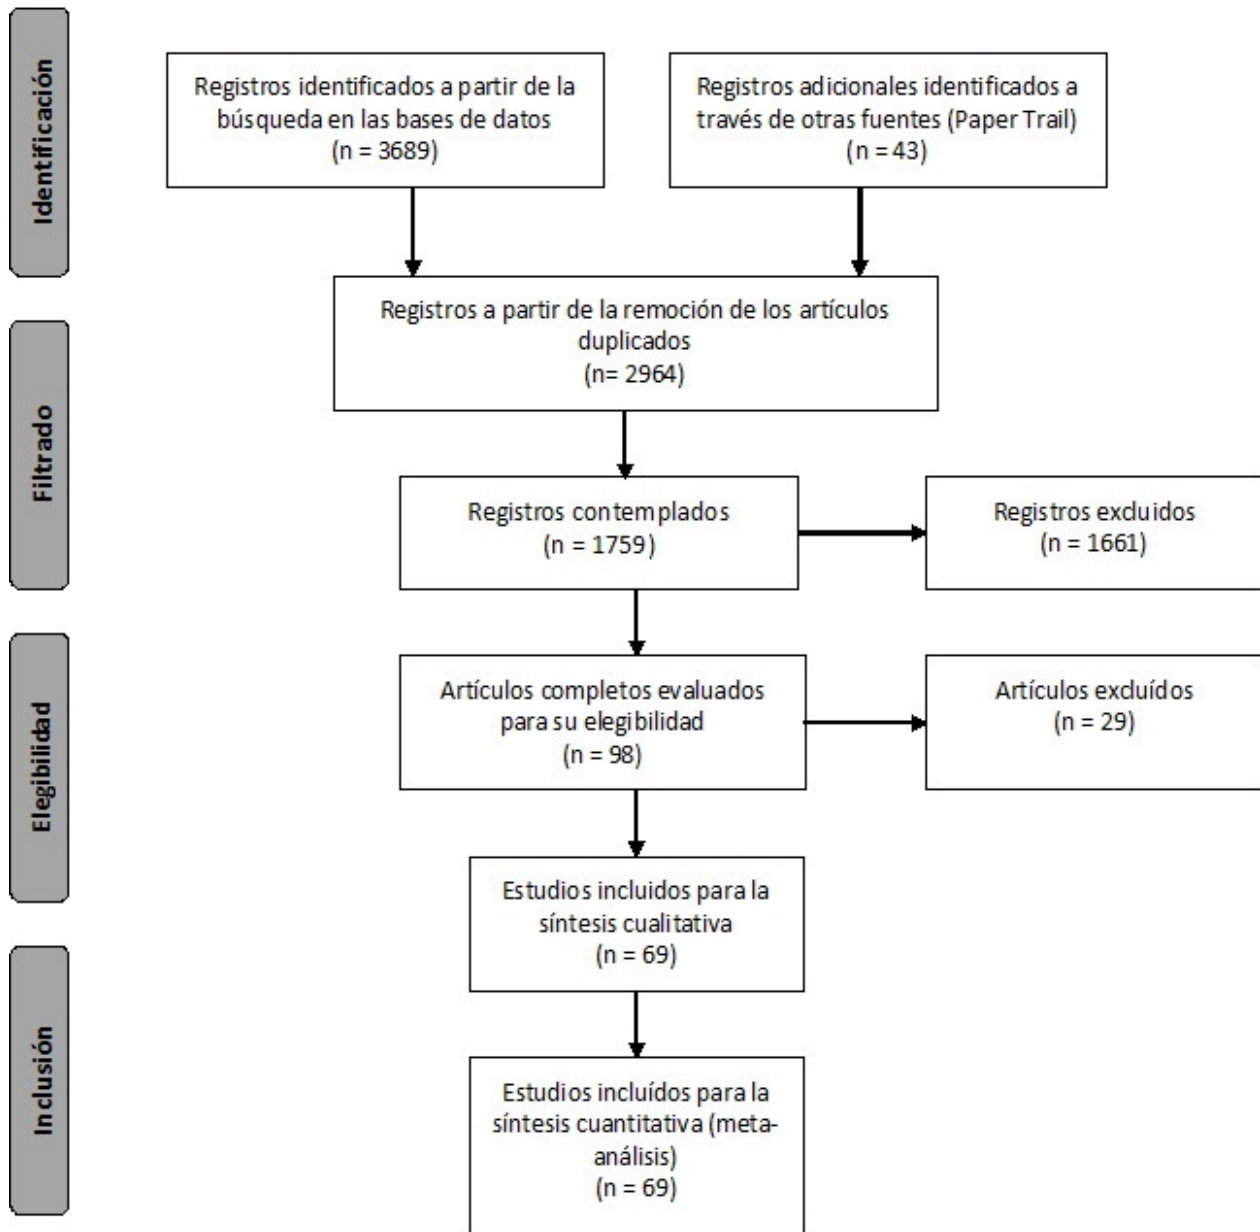 Identificación
Registros identificados a partir de la
búsqueda en las bases de datos
(n = 3689)
Registros adicionales identificados a
través de otras fuentes (Paper Trail)
(n = 43)
Registros a partir de la remoción de los artículos
duplicados
(n= 2964)
Filtrado
Registros contemplados
(n = 1759)
Registros excluidos
(n = 1661)
Elegibilidad
Artículos completos evaluados
para su elegibilidad
(n = 98)
Artículos excluídos
(n = 29)
Estudios incluidos para la
síntesis cualitativa
(n = 69)
Inclusión
Estudios incluídos para la
síntesis cuantitativa (meta-
análisis)
(n = 69)